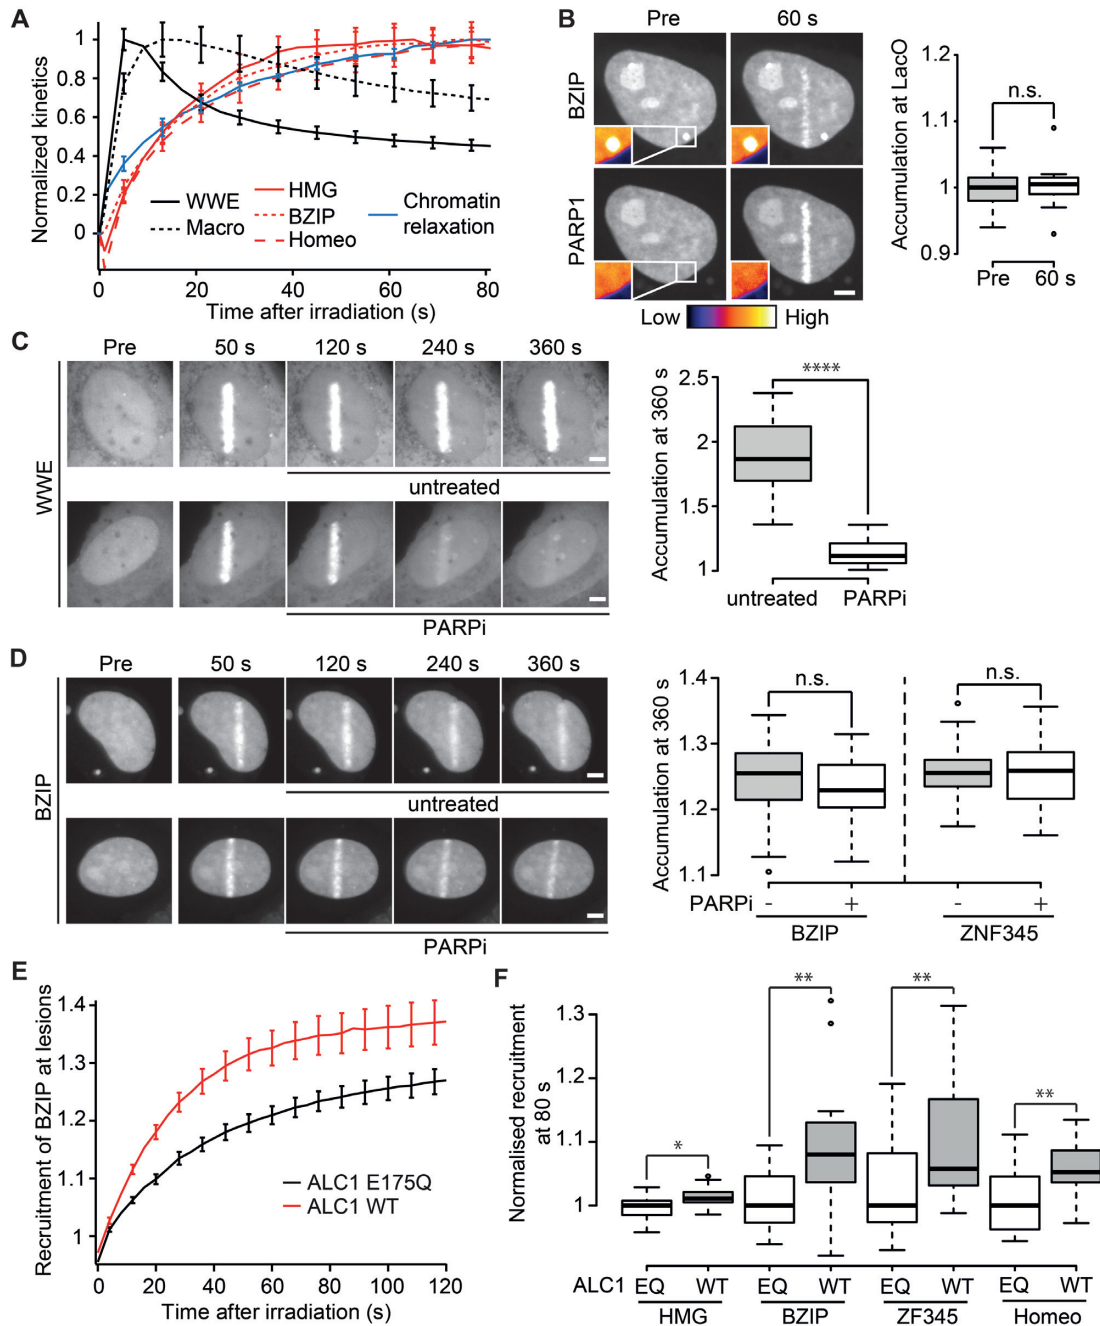 A
Normalized kinetics
1
0.8
0.6
0.4
0.2
0
WWE
Macro
HMG
BZIP
Homeo
Chromatin
relaxation
0 20 40 60 80
Time after irradiation (s)
B
Pre 60 s
BZIP
PARP1
Low High
Accumulation at LacO
1.2
1.1
1
0.9
n.s.
Pre 60 s
C
Pre 50 s 120 s 240 s 360 s
WWE
untreated
PARPi
Accumulation at 360 s
2.5
2
1.5
1
****
untreated PARPi
D
Pre 50 s 120 s 240 s 360 s
BZIP
untreated
PARPi
Accumulation at 360 s
1.4
1.3
1.2
1.1
n.s. n.s.
PARPi - + - +
BZIP ZNF345
E
Recruitment of BZIP at lesions
1.4
1.3
1.2
1.1
1
ALC1 E175Q
ALC1 WT
0 20 40 60 80 100 120
Time after irradiation (s)
F
Normalised recruitment
at 80 s
1.3
1.2
1.1
1
* ** ** **
ALC1 EQ WT EQ WT EQ WT EQ WT
HMG BZIP ZF345 Homeo